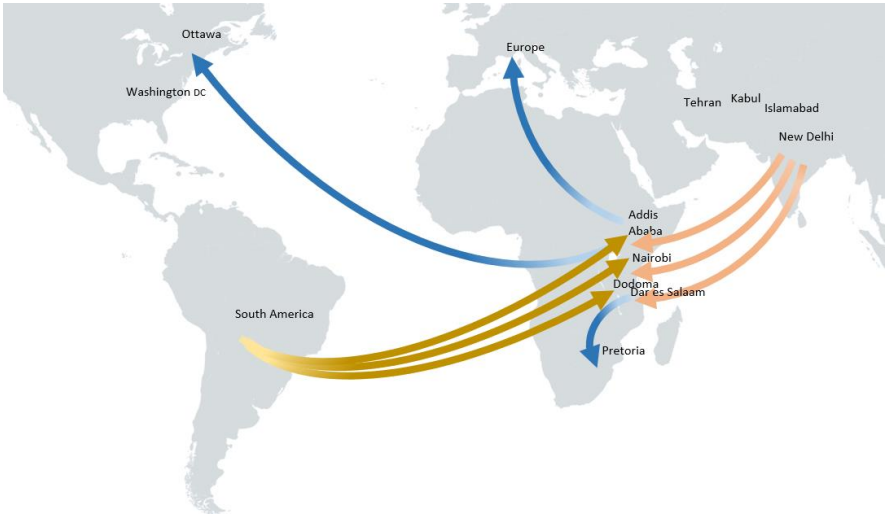 Ottawa
Europe
Washington DC
Tehran
Kabul
Islamabad
New Delhi
Addis
Ababa
Nairobi
Dodoma
Dar es Salaam
South America
Pretoria